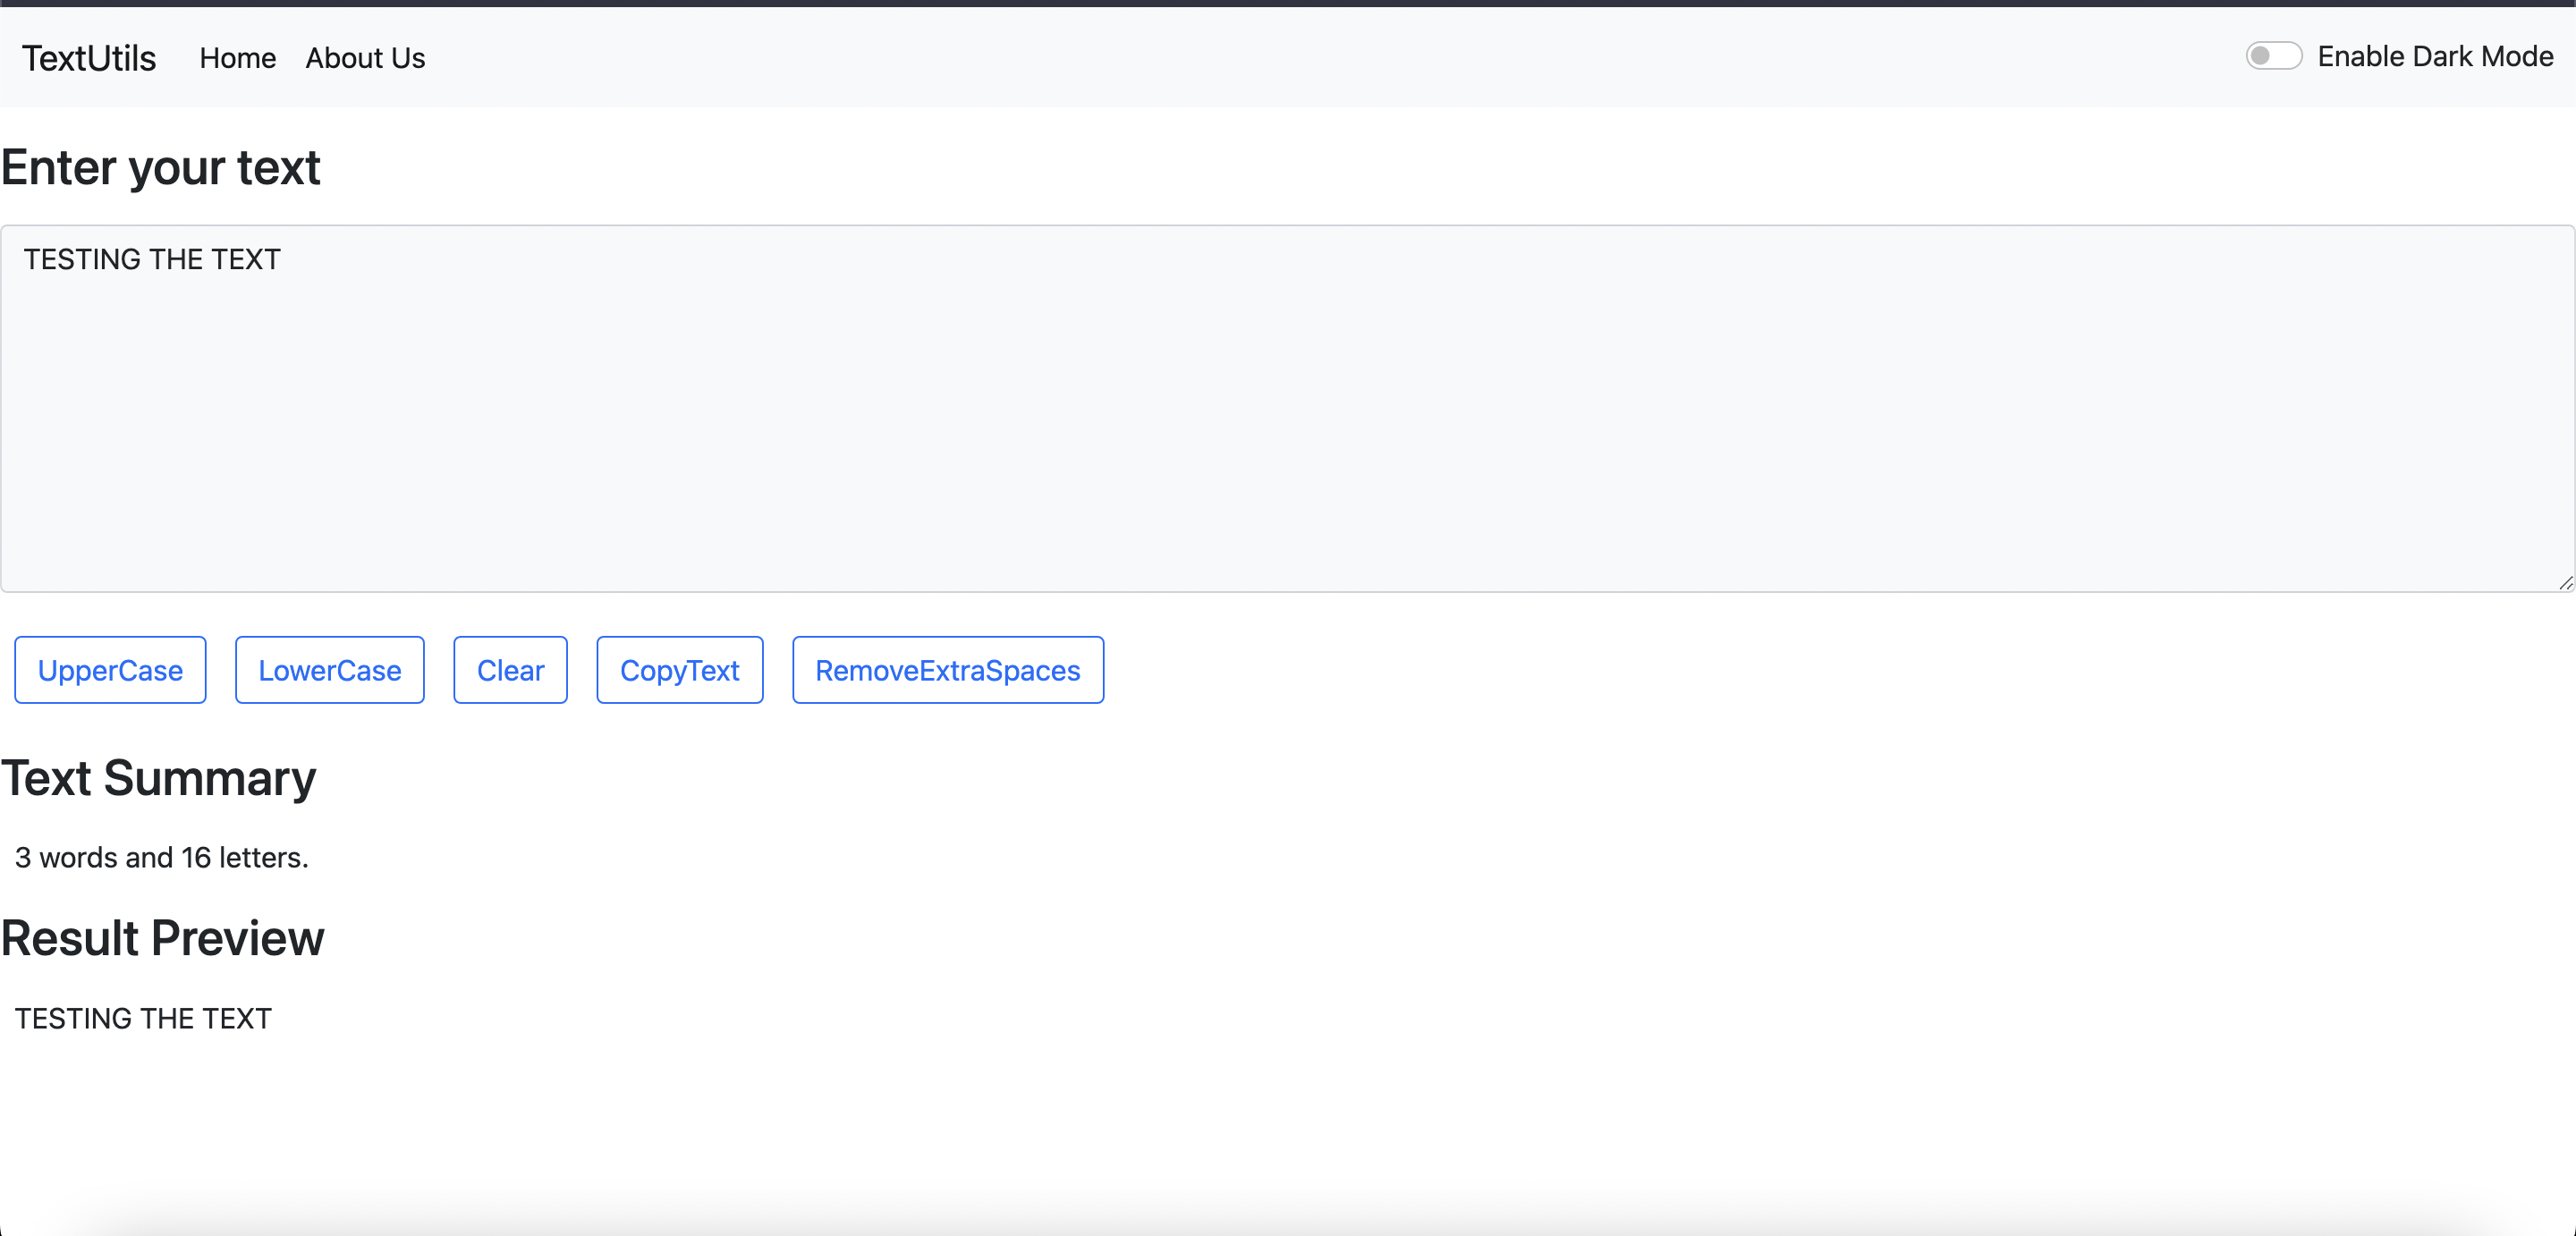 TextUtils Home About Us Enable Dark Mode
Enter your text
TESTING THE TEXT
UpperCase LowerCase Clear CopyText RemoveExtraSpaces
Text Summary
3 words and 16 letters.
Result Preview
TESTING THE TEXT